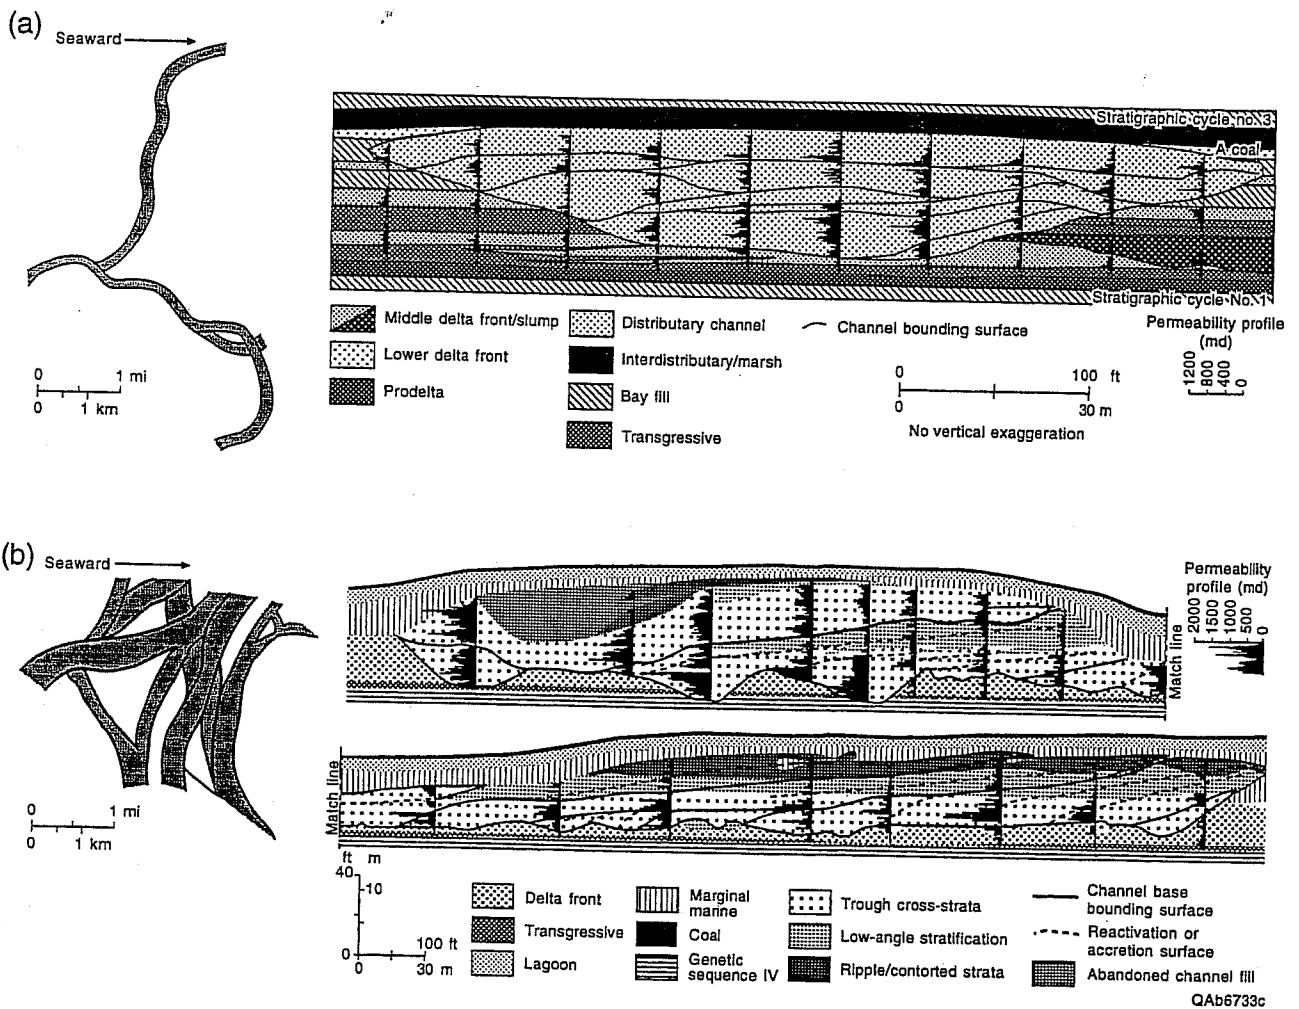 (a)
Seaward
Stratigraphic cycle no. 3
A coal
Stratigraphic cycle No. 1
0 1 mi
0 1 km
Middle delta front/slump
Lower delta front
Prodelta
Distributary channel
Interdistributary/marsh
Bay fill
Transgressive
Channel bounding surface
0 100 ft
0 30 m
No vertical exaggeration
Permeability profile
(md)
1200
800
400
0
(b)
Seaward
0 1 mi
0 1 km
Match line
Permeability
profile (md)
2000
1500
1000
500
0
Match line
ft m
40
10
0
100 ft
0 30 m
Delta front
Transgressive
Lagoon
Marginal
marine
Coal
Genetic
sequence IV
Trough cross-strata
Low-angle stratification
Ripple/contorted strata
Channel base
bounding surface
Reactivation or
accretion surface
Abandoned channel fill
QAb6733c